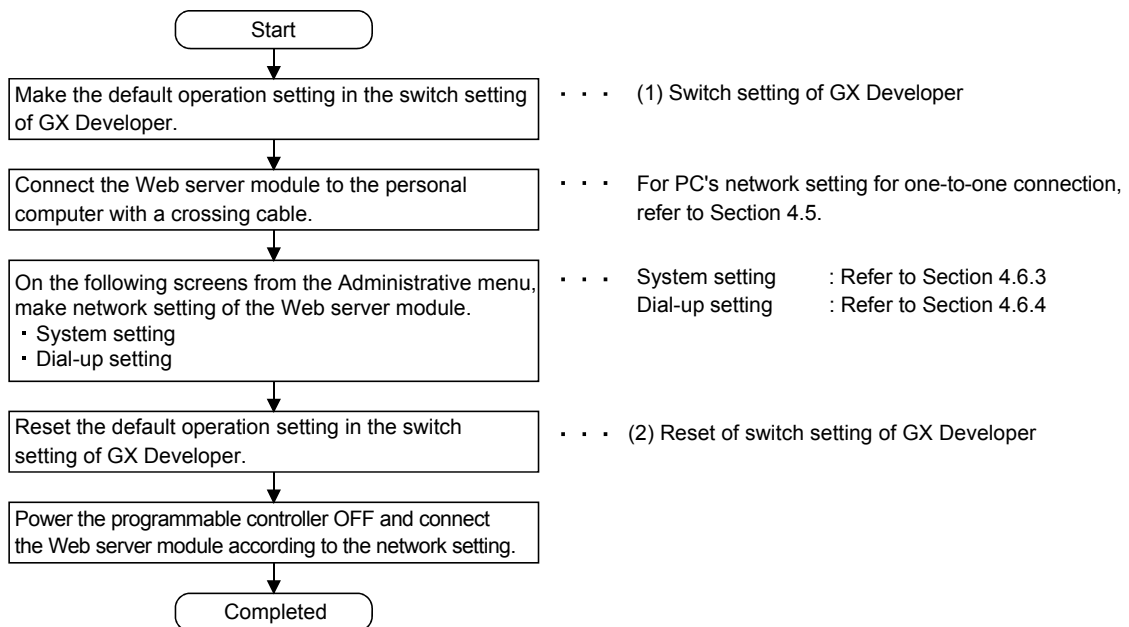 Start
Make the default operation setting in the switch setting
of GX Developer.
· · · (1) Switch setting of GX Developer
Connect the Web server module to the personal
computer with a crossing cable.
· · · For PC's network setting for one-to-one connection,
refer to Section 4.5.
On the following screens from the Administrative menu,
make network setting of the Web server module.
· System setting
· Dial-up setting
· · · System setting : Refer to Section 4.6.3
Dial-up setting : Refer to Section 4.6.4
Reset the default operation setting in the switch
setting of GX Developer.
· · · (2) Reset of switch setting of GX Developer
Power the programmable controller OFF and connect
the Web server module according to the network setting.
Completed